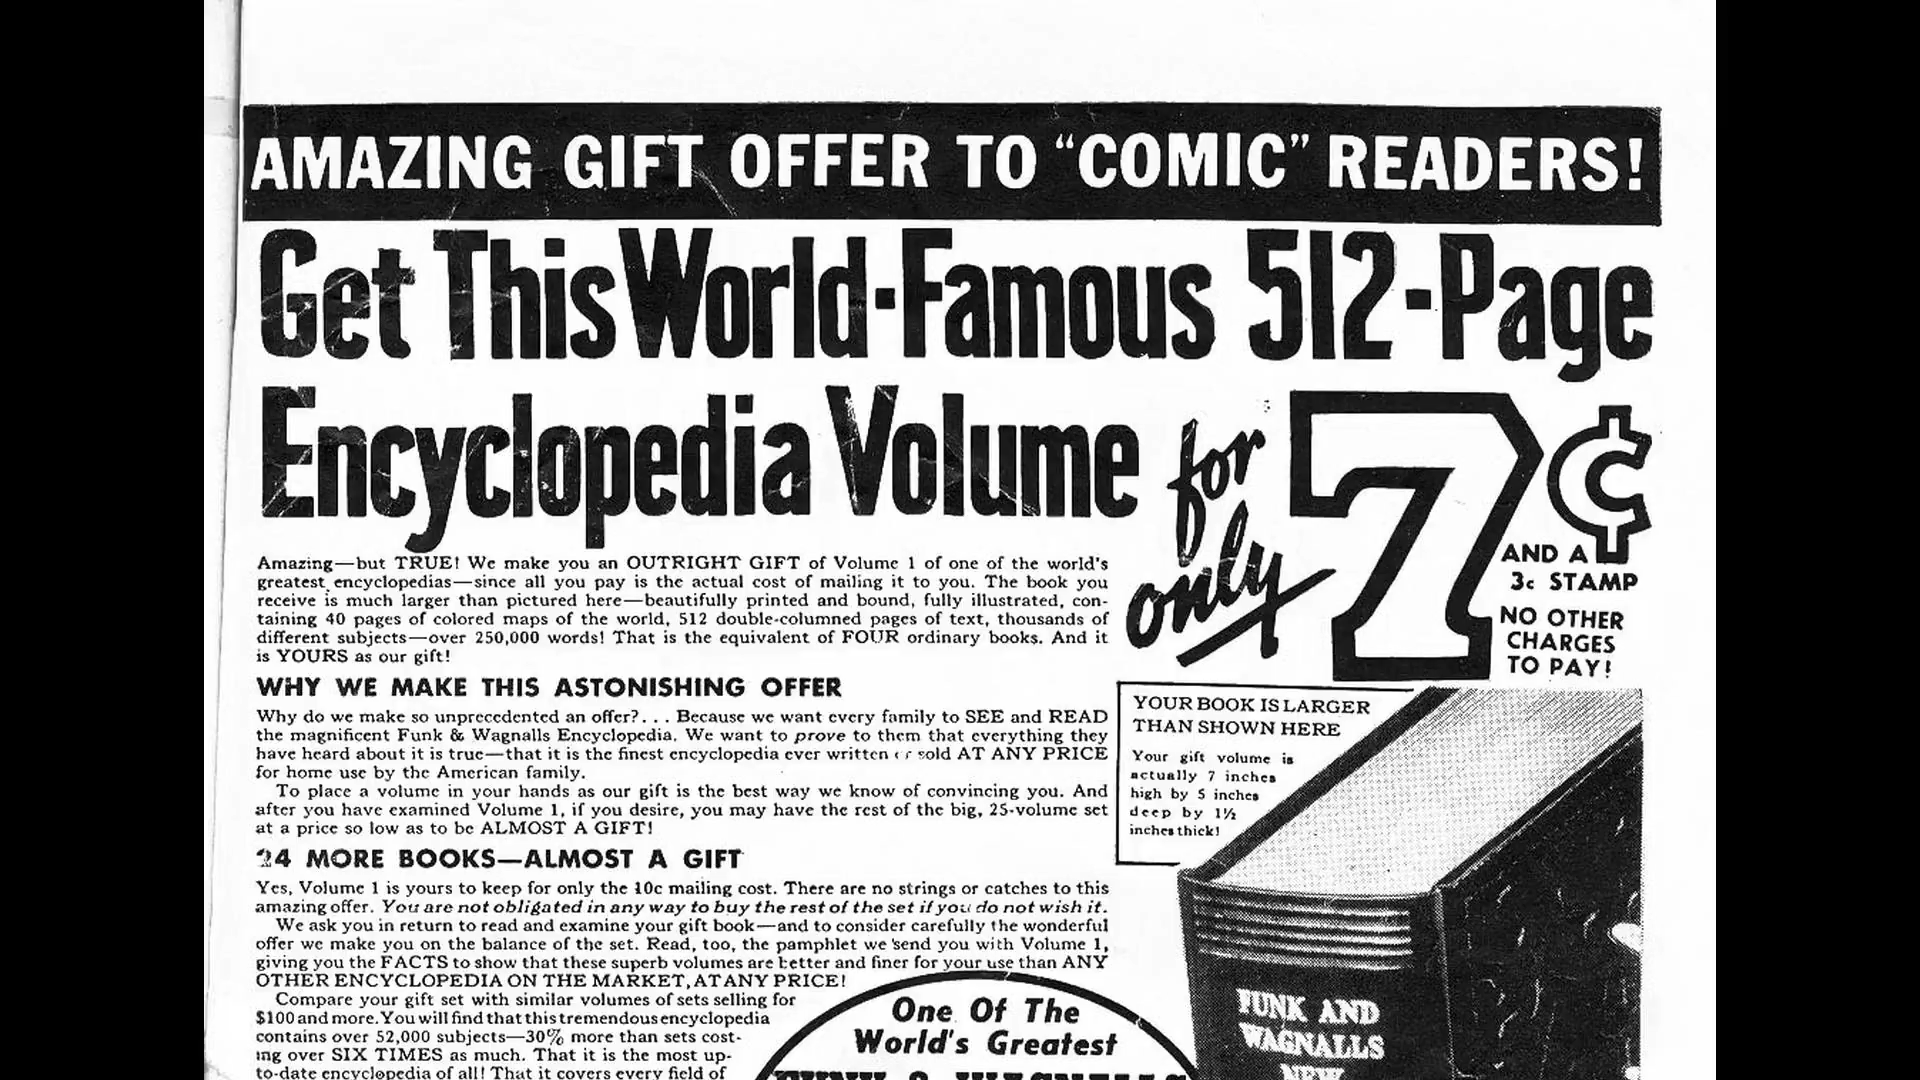 AMAZING GIFT OFFER TO "COMIC" READERS!
Get This World-Famous 512-Page
Encyclopedia Volume for only 7¢
AND A
3c STAMP
NO OTHER
CHARGES
TO PAY!
Amazing—but TRUE! We make you an OUTRIGHT GIFT of Volume 1 of one of the world's
greatest encyclopedias—since all you pay is the actual cost of mailing it to you. The book you
receive is much larger than pictured here—beautifully printed and bound, fully illustrated, con-
taining 40 pages of colored maps of the world, 512 double-columned pages of text, thousands of
different subjects—over 250,000 words! That is the equivalent of FOUR ordinary books. And it
is YOURS as our gift!
WHY WE MAKE THIS ASTONISHING OFFER
Why do we make so unprecedented an offer?... Because we want every family to SEE and READ
the magnificent Funk & Wagnalls Encyclopedia. We want to prove to them that everything they
have heard about it is true—that it is the finest encyclopedia ever written or sold AT ANY PRICE
for home use by the American family.
To place a volume in your hands as our gift is the best way we know of convincing you. And
after you have examined Volume 1, if you desire, you may have the rest of the big, 25-volume set
at a price so low as to be ALMOST A GIFT!
24 MORE BOOKS—ALMOST A GIFT
Yes, Volume 1 is yours to keep for only the 10c mailing cost. There are no strings or catches to this
amazing offer. You are not obligated in any way to buy the rest of the set if you do not wish it.
We ask you in return to read and examine your gift book—and to consider carefully the wonderful
offer we make you on the balance of the set. Read, too, the pamphlet we send you with Volume 1,
giving you the FACTS to show that these superb volumes are better and finer for your use than ANY
OTHER ENCYCLOPEDIA ON THE MARKET, AT ANY PRICE!
Compare your gift set with similar volumes of sets selling for
$100 and more. You will find that this tremendous encyclopedia
contains over 52,000 subjects—30% more than sets cost-
ing over SIX TIMES as much. That it is the most up-
to-date encyclopedia of all! That it covers every field of
YOUR BOOK IS LARGER
THAN SHOWN HERE
Your gift volume is
actually 7 inches
high by 5 inches
deep by 1½
inches thick!
One Of The
World's Greatest
FUNK & WAGNALLS
FUNK AND
WAGNALLS
NEW